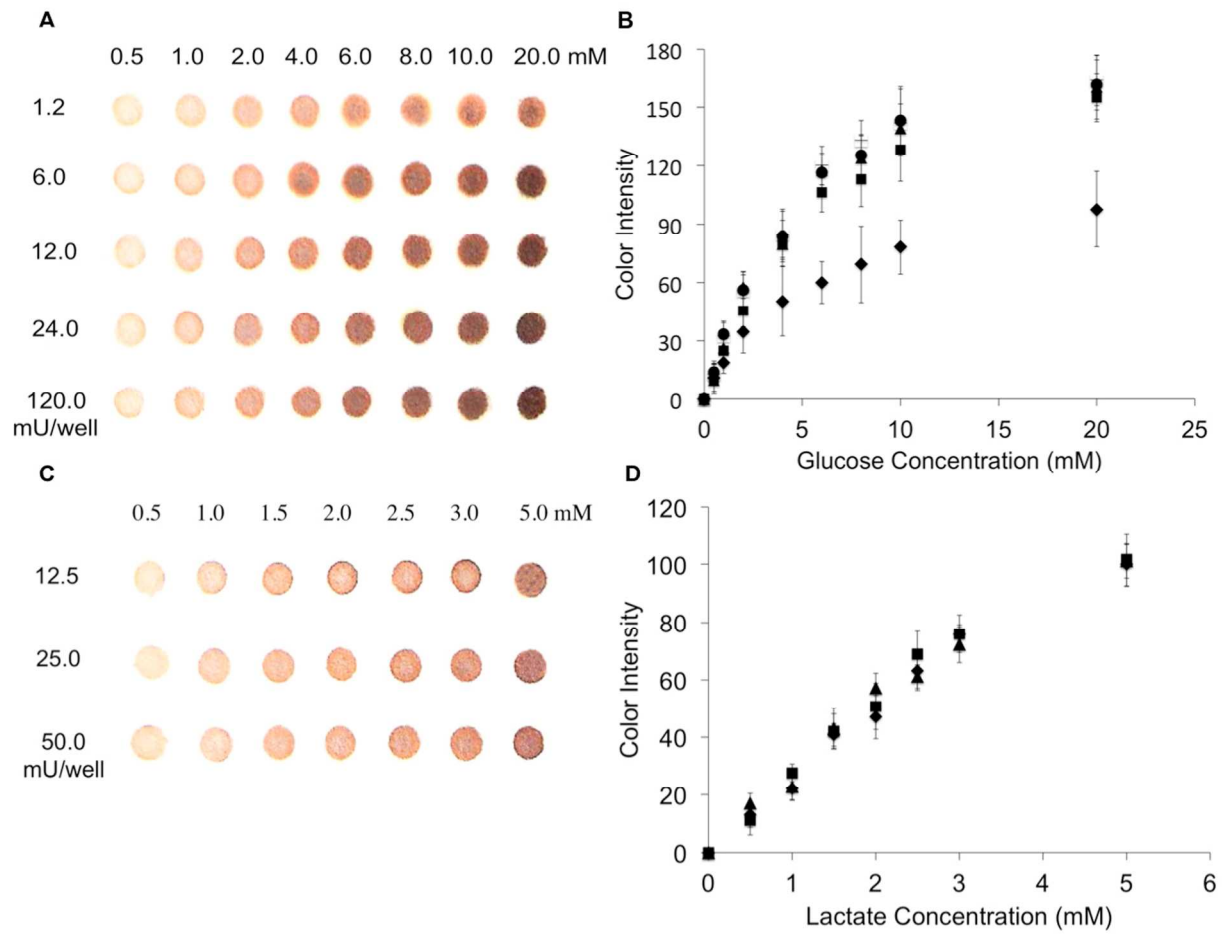 A
0.5 1.0 2.0 4.0 6.0 8.0 10.0 20.0 mM
1.2
6.0
12.0
24.0
120.0
mU/well
B
180
150
120
90
60
30
0
0 5 10 15 20 25
Color Intensity
Glucose Concentration (mM)
C
0.5 1.0 1.5 2.0 2.5 3.0 5.0 mM
12.5
25.0
50.0
mU/well
D
120
100
80
60
40
20
0
0 1 2 3 4 5 6
Color Intensity
Lactate Concentration (mM)